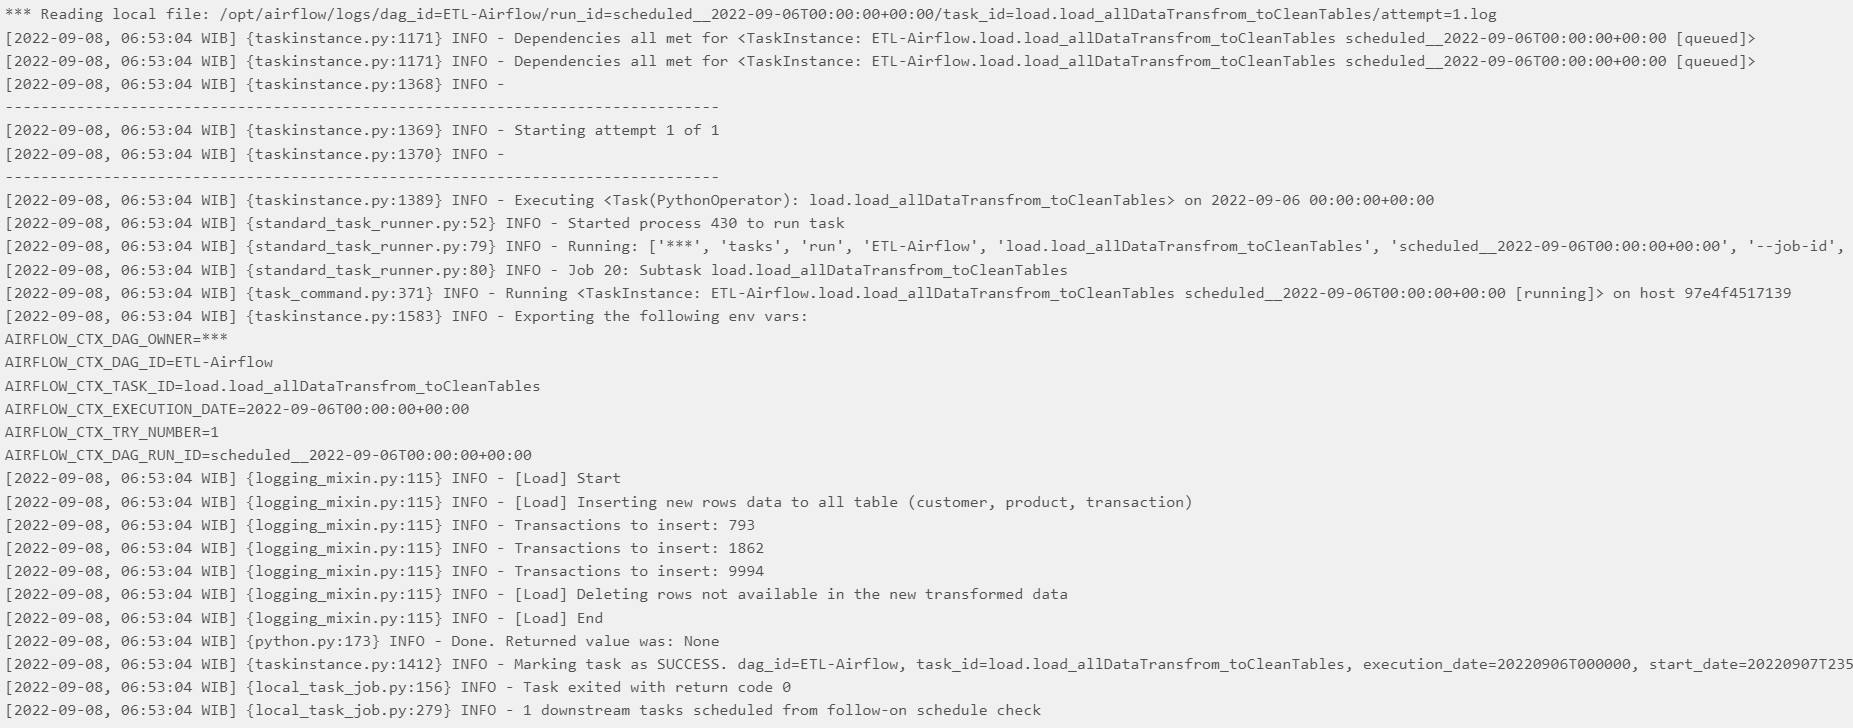 *** Reading local file: /opt/airflow/logs/dag_id=ETL-Airflow/run_id=scheduled__2022-09-06T00:00:00+00:00/task_id=load.load_allDataTransfrom_toCleanTables/attempt=1.log
[2022-09-08, 06:53:04 WIB] {taskinstance.py:1171} INFO - Dependencies all met for <TaskInstance: ETL-Airflow.load.load_allDataTransfrom_toCleanTables scheduled__2022-09-06T00:00:00+00:00 [queued]>
[2022-09-08, 06:53:04 WIB] {taskinstance.py:1171} INFO - Dependencies all met for <TaskInstance: ETL-Airflow.load.load_allDataTransfrom_toCleanTables scheduled__2022-09-06T00:00:00+00:00 [queued]>
[2022-09-08, 06:53:04 WIB] {taskinstance.py:1368} INFO -
--------------------------------------------------------------------------------
[2022-09-08, 06:53:04 WIB] {taskinstance.py:1369} INFO - Starting attempt 1 of 1
[2022-09-08, 06:53:04 WIB] {taskinstance.py:1370} INFO -
--------------------------------------------------------------------------------
[2022-09-08, 06:53:04 WIB] {taskinstance.py:1389} INFO - Executing <Task(PythonOperator): load.load_allDataTransfrom_toCleanTables> on 2022-09-06 00:00:00+00:00
[2022-09-08, 06:53:04 WIB] {standard_task_runner.py:52} INFO - Started process 430 to run task
[2022-09-08, 06:53:04 WIB] {standard_task_runner.py:79} INFO - Running: ['***', 'tasks', 'run', 'ETL-Airflow', 'load.load_allDataTransfrom_toCleanTables', 'scheduled__2022-09-06T00:00:00+00:00', '--job-id',
[2022-09-08, 06:53:04 WIB] {standard_task_runner.py:80} INFO - Job 20: Subtask load.load_allDataTransfrom_toCleanTables
[2022-09-08, 06:53:04 WIB] {task_command.py:371} INFO - Running <TaskInstance: ETL-Airflow.load.load_allDataTransfrom_toCleanTables scheduled__2022-09-06T00:00:00+00:00 [running]> on host 97e4f4517139
[2022-09-08, 06:53:04 WIB] {taskinstance.py:1583} INFO - Exporting the following env vars:
AIRFLOW_CTX_DAG_OWNER=***
AIRFLOW_CTX_DAG_ID=ETL-Airflow
AIRFLOW_CTX_TASK_ID=load.load_allDataTransfrom_toCleanTables
AIRFLOW_CTX_EXECUTION_DATE=2022-09-06T00:00:00+00:00
AIRFLOW_CTX_TRY_NUMBER=1
AIRFLOW_CTX_DAG_RUN_ID=scheduled__2022-09-06T00:00:00+00:00
[2022-09-08, 06:53:04 WIB] {logging_mixin.py:115} INFO - [Load] Start
[2022-09-08, 06:53:04 WIB] {logging_mixin.py:115} INFO - [Load] Inserting new rows data to all table (customer, product, transaction)
[2022-09-08, 06:53:04 WIB] {logging_mixin.py:115} INFO - Transactions to insert: 793
[2022-09-08, 06:53:04 WIB] {logging_mixin.py:115} INFO - Transactions to insert: 1862
[2022-09-08, 06:53:04 WIB] {logging_mixin.py:115} INFO - Transactions to insert: 9994
[2022-09-08, 06:53:04 WIB] {logging_mixin.py:115} INFO - [Load] Deleting rows not available in the new transformed data
[2022-09-08, 06:53:04 WIB] {logging_mixin.py:115} INFO - [Load] End
[2022-09-08, 06:53:04 WIB] {python.py:173} INFO - Done. Returned value was: None
[2022-09-08, 06:53:04 WIB] {taskinstance.py:1412} INFO - Marking task as SUCCESS. dag_id=ETL-Airflow, task_id=load.load_allDataTransfrom_toCleanTables, execution_date=20220906T000000, start_date=20220907T235
[2022-09-08, 06:53:04 WIB] {local_task_job.py:156} INFO - Task exited with return code 0
[2022-09-08, 06:53:04 WIB] {local_task_job.py:279} INFO - 1 downstream tasks scheduled from follow-on schedule check